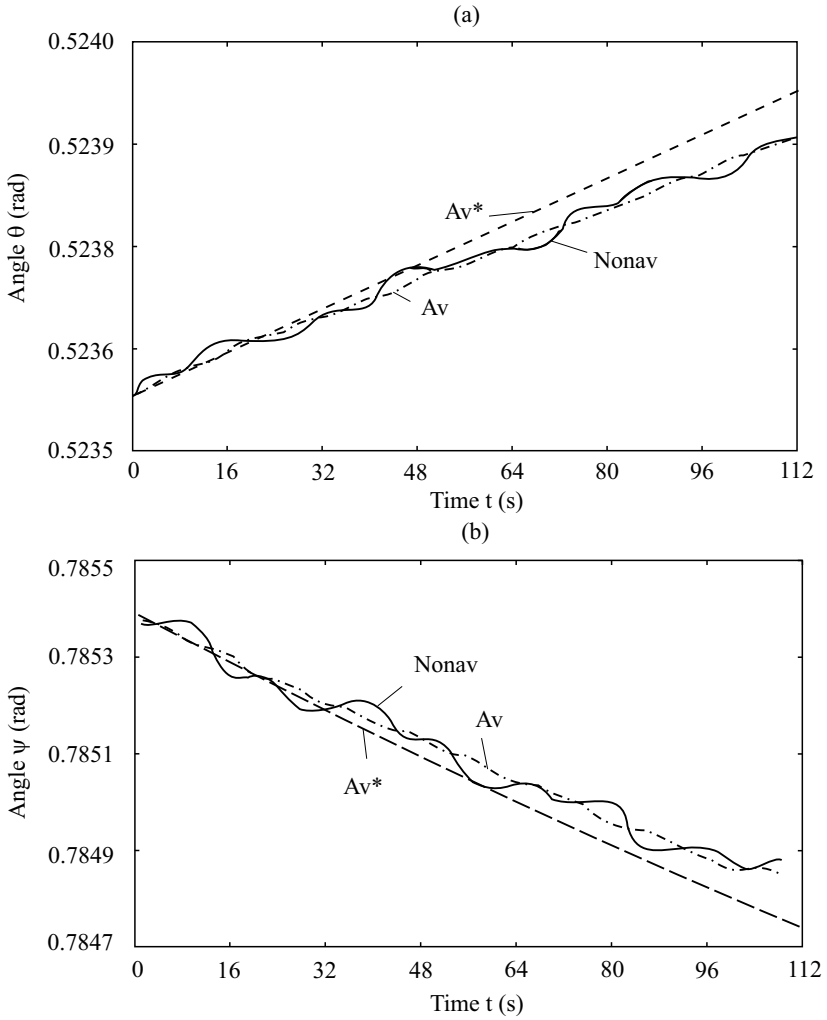 (a)
0.5240
0.5239
0.5238
0.5236
0.5235
Angle θ (rad)
Av*
Nonav
Av
0 16 32 48 64 80 96 112
Time t (s)
(b)
0.7855
0.7853
0.7851
0.7849
0.7847
Angle ψ (rad)
Nonav
Av
Av*
0 16 32 48 64 80 96 112
Time t (s)